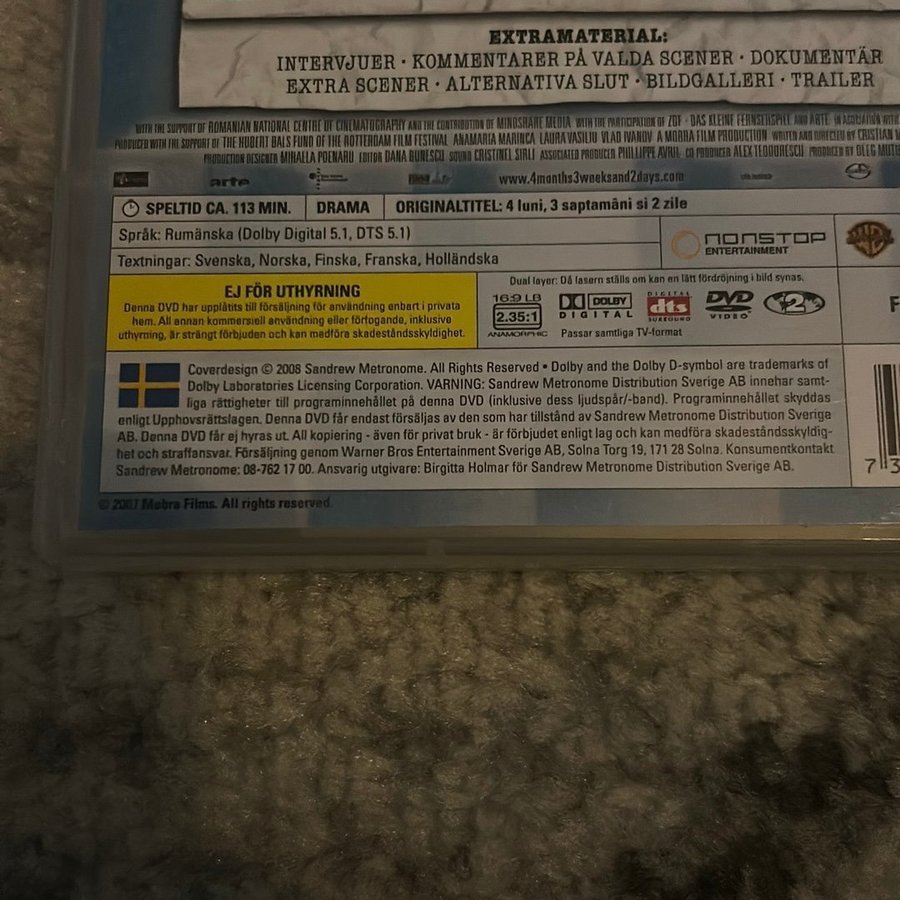 EXTRAMATERIAL:
INTERVJUER · KOMMENTARER PÅ VALDA SCENER · DOKUMENTÄR
EXTRA SCENER · ALTERNATIVA SLUT · BILDGALLERI · TRAILER
WITH THE SUPPORT OF ROMANIAN NATIONAL CENTRE OF CINEMATOGRAPHY AND THE CONTRIBUTION OF MINDSHARE MEDIA WITH THE PARTICIPATION OF ZDF - DAS KLEINE FERNSEHSPIEL AND ARTE. IN ASSOCIATION WITH
PRODUCED WITH THE SUPPORT OF THE HUBERT BALS FUND OF THE ROTTERDAM FILM FESTIVAL ANAMARIA MARINCA LAURA VASILIU VLAD IVANOV A MOBRA FILM PRODUCTION WRITTEN AND DIRECTED BY CRISTIAN
PRODUCTION DESIGNER MIHAELA POENARU EDITOR DANA BUNESCU SOUND CRISTINEL SIRLI ASSOCIATED PRODUCER PHILIPPE AVRIL CO PRODUCER ALEX TEODORESCU PRODUCED BY OLEG
arte www.4months3weeksand2days.com
SPELTID CA. 113 MIN. DRAMA ORIGINALTITEL: 4 luni, 3 saptamâni si 2 zile
Språk: Rumänska (Dolby Digital 5.1, DTS 5.1)
Textningar: Svenska, Norska, Finska, Franska, Holländska
NONSTOP
ENTERTAINMENT
WB
EJ FÖR UTHYRNING
Denna DVD har upplåtits till försäljning för användning enbart i privata
hem. All annan kommersiell användning eller förfogande, inklusive
uthyrning, är strängt förbjuden och kan medföra skadeståndsskyldighet.
Dual layer: Då lasern ställs om kan en lätt fördröjning i bild synas.
16:9 LB
2.35:1
ANAMORPHIC
DOLBY
DIGITAL
DIGITAL
dts
SURROUND
DVD
VIDEO
2
Passar samtliga TV-format
F
Coverdesign © 2008 Sandrew Metronome. All Rights Reserved • Dolby and the Dolby D-symbol are trademarks of
Dolby Laboratories Licensing Corporation. VARNING: Sandrew Metronome Distribution Sverige AB innehar samt-
liga rättigheter till programinnehållet på denna DVD (inklusive dess ljudspår/-band). Programinnehållet skyddas
enligt Upphovsrättslagen. Denna DVD får endast försäljas av den som har tillstånd av Sandrew Metronome Distribution Sverige
AB. Denna DVD får ej hyras ut. All kopiering - även för privat bruk - är förbjudet enligt lag och kan medföra skadeståndsskyldig-
het och straffansvar. Försäljning genom Warner Bros Entertainment Sverige AB, Solna Torg 19, 171 28 Solna. Konsumentkontakt
Sandrew Metronome: 08-762 17 00. Ansvarig utgivare: Birgitta Holmar för Sandrew Metronome Distribution Sverige AB.
7 3
© 2007 Mobra Films. All rights reserved.